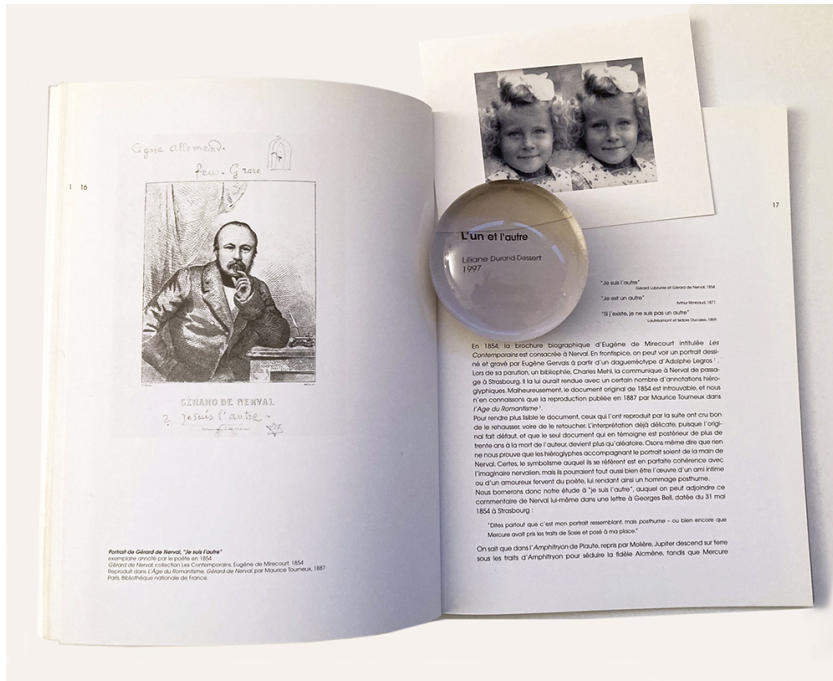 Cigne allemand.
feu G rare
16
GÉRARD DE NERVAL
? je suis l'autre -
Portrait de Gérard de Nerval, "Je suis l'autre"
exemplaire annoté par le poète en 1854
Gérard de Nerval, collection Les Contemporains, Eugène de Mirecourt, 1854
Reproduit dans L'Âge du Romantisme. Gérard de Nerval, par Maurice Tourneux, 1887
Paris, Bibliothèque nationale de France.
17
L'un et l'autre
Liliane Durand-Dessert
1997
"Je suis l'autre"
Gérard Labrunie et Gérard de Nerval, 1854.
"Je est un autre"
Arthur Rimbaud, 1871.
"Si j'existe, je ne suis pas un autre"
Lautréamont et Isidore Ducasse, 1869.
En 1854, la brochure biographique d'Eugène de Mirecourt intitulée Les
Contemporains est consacrée à Nerval. En frontispice, on peut voir un portrait dessi-
né et gravé par Eugène Gervais à partir d'un daguerréotype d'Adolphe Legros¹.
Lors de sa parution, un bibliophile, Charles Mehl, la communique à Nerval de passa-
ge à Strasbourg. Il la lui aurait rendue avec un certain nombre d'annotations hiéro-
glyphiques. Malheureusement, le document original de 1854 est introuvable, et nous
n'en connaissons que la reproduction publiée en 1887 par Maurice Tourneux dans
l'Age du Romantisme¹.
Pour rendre plus lisible le document, ceux qui l'ont reproduit par la suite ont cru bon
de le rehausser, voire de le retoucher. L'interprétation déjà délicate, puisque l'origi-
nal fait défaut, et que le seul document qui en témoigne est postérieur de plus de
trente ans à la mort de l'auteur, devient plus qu'aléatoire. Osons même dire que rien
ne nous prouve que les hiéroglyphes accompagnant le portrait soient de la main de
Nerval. Certes, le symbolisme auquel ils se réfèrent est en parfaite cohérence avec
l'imaginaire nervalien, mais ils pourraient tout aussi bien être l'œuvre d'un ami intime
ou d'un amoureux fervent du poète, lui rendant ainsi un hommage posthume.
Nous bornerons donc notre étude à "je suis l'autre", auquel on peut adjoindre ce
commentaire de Nerval lui-même dans une lettre à Georges Bell, datée du 31 mai
1854 à Strasbourg :
"Dites partout que c'est mon portrait ressemblant, mais posthume - ou bien encore que
Mercure avait pris les traits de Sosie et posé à ma place."
On sait que dans l'Amphitryon de Plaute, repris par Molière, Jupiter descend sur terre
sous les traits d'Amphitryon pour séduire la fidèle Alcmène, tandis que Mercure